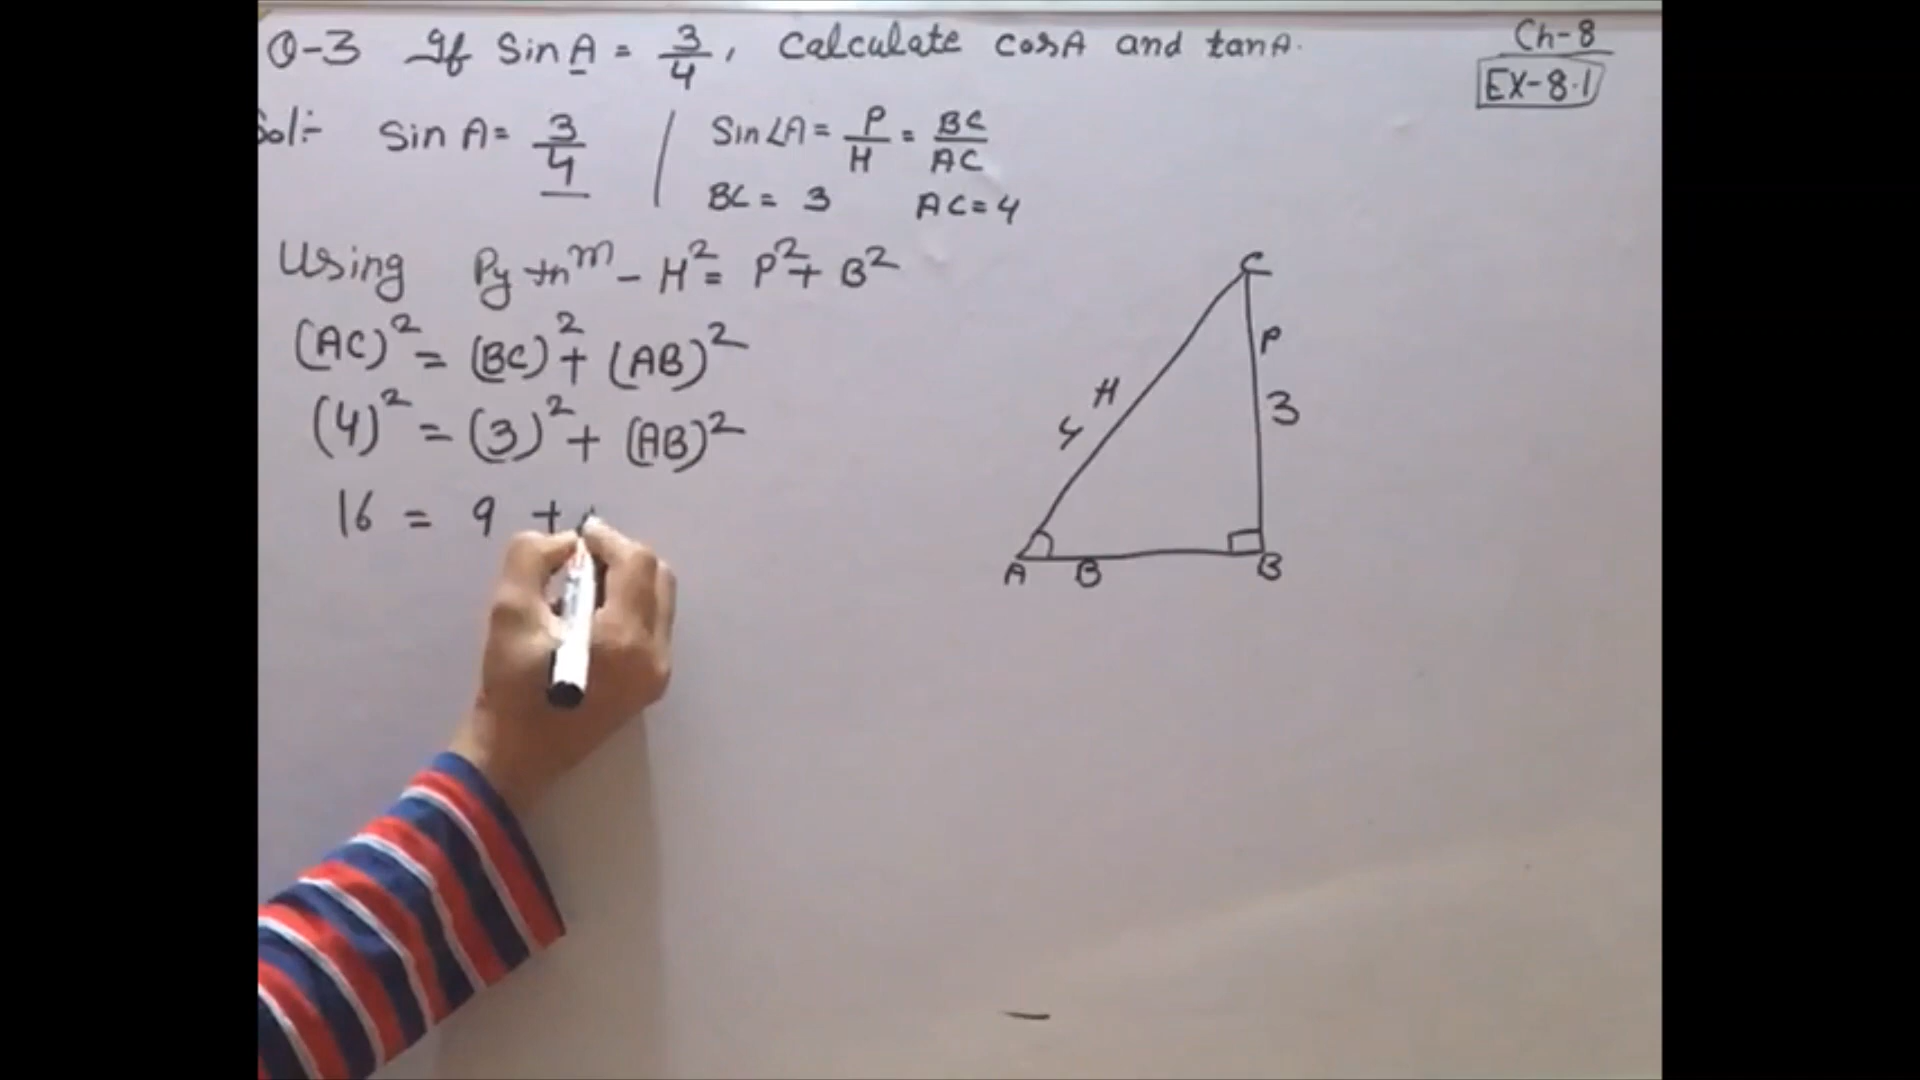 Q-3 If Sin A = 3/4, Calculate cosA and tanA.
Ch-8
EX-8.1
Sol:- Sin A = 3/4 | Sin∠A = P/H = BC/AC
BC = 3 AC = 4
Using Py thm - H² = P² + B²
(AC)² = (BC)² + (AB)²
(4)² = (3)² + (AB)²
16 = 9 +
C
P
H
3
4
A B B